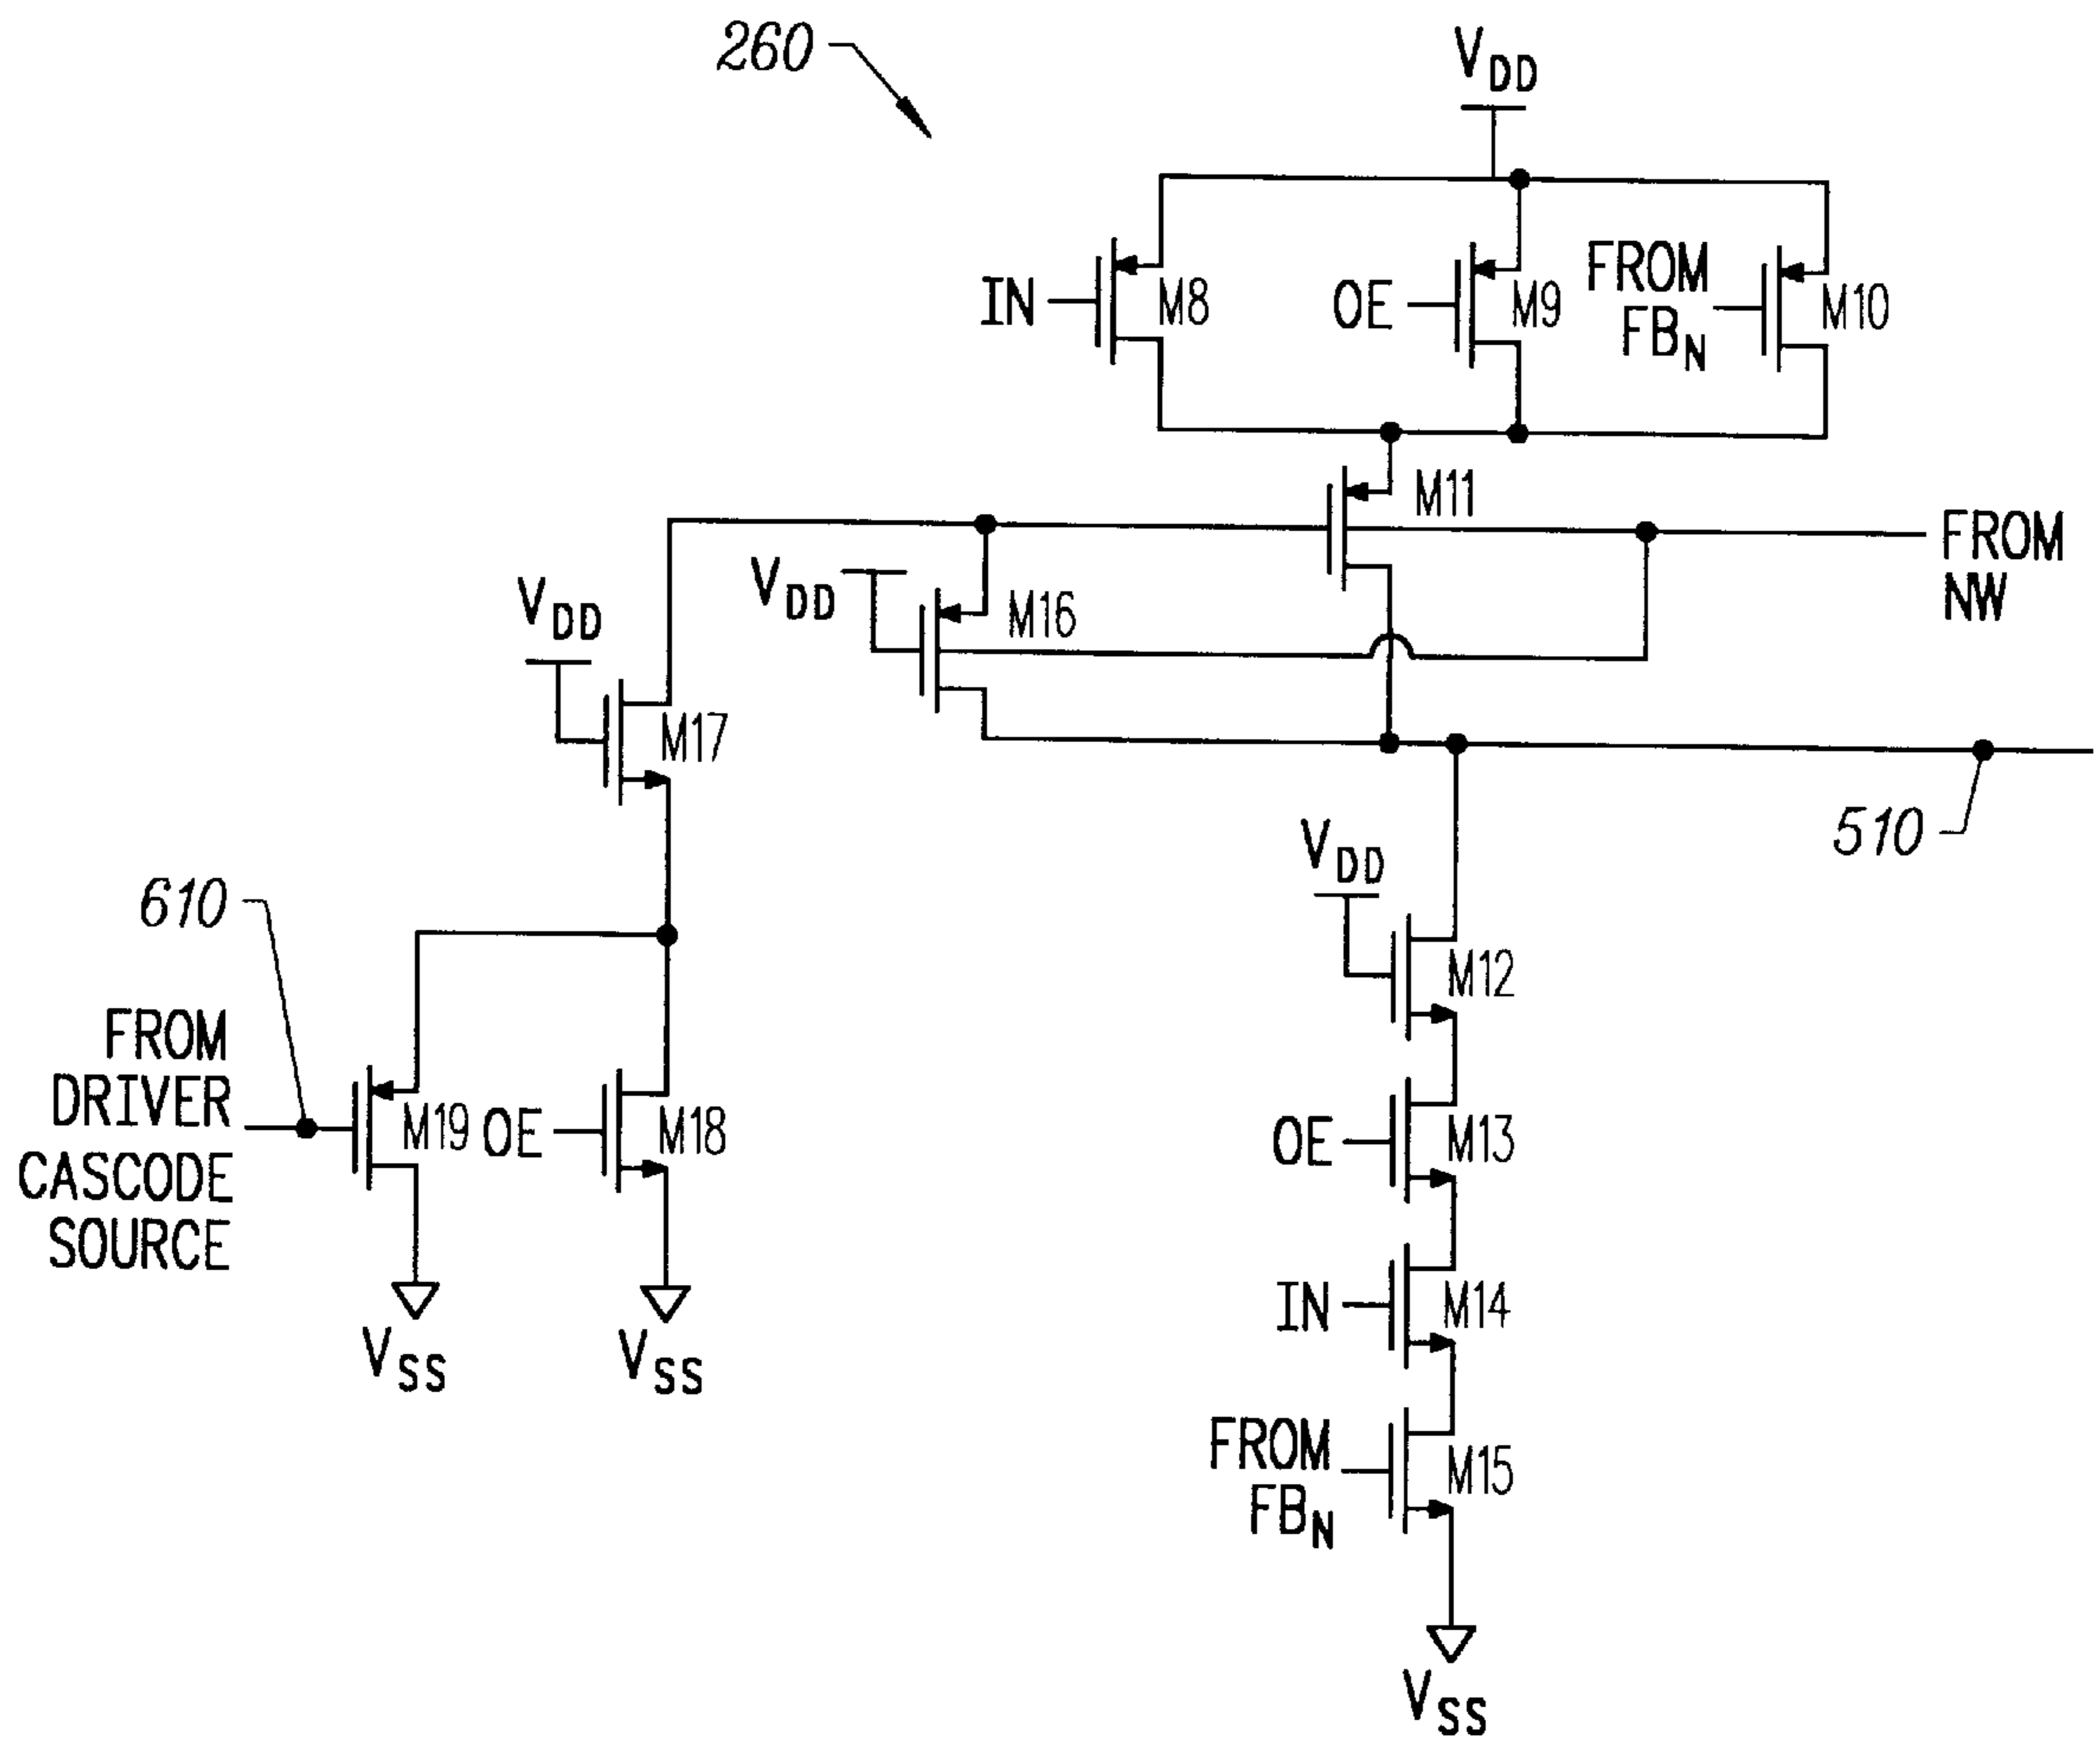 260
VDD
IN
M8
OE
M9
FROM
FBN
M10
M11
FROM
NW
VDD
M16
VDD
M17
510
610
VDD
M12
FROM
DRIVER
CASCODE
SOURCE
M19
OE
M18
OE
M13
IN
M14
VSS
VSS
FROM
FBN
M15
VSS